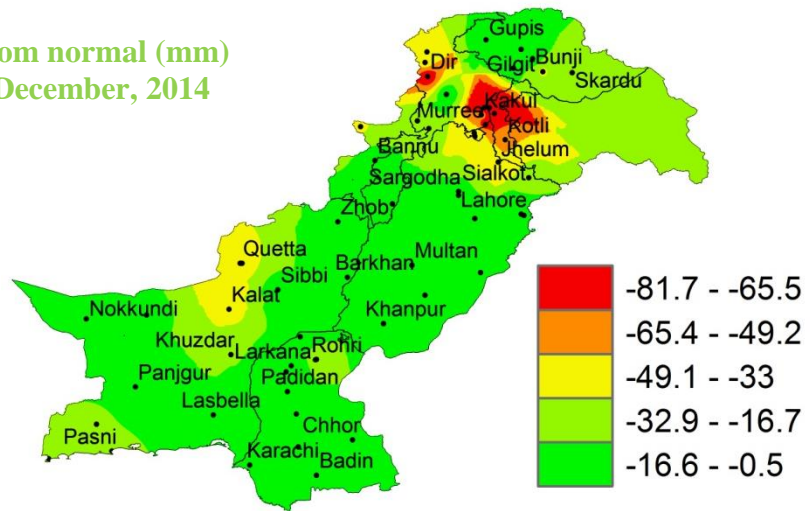 om normal (mm)
December, 2014
Gupis
Dir
Gilgit
Bunji
Skardu
Kakul
Murree
Kotli
Bannu
Jhelum
Sargodha
Sialkot
Zhob
Lahore
Quetta
Barkhan
Multan
Sibbi
Nokkundi
Kalat
Khanpur
Khuzdar
Larkana
Rohri
Panjgur
Padidan
Lasbella
Chhor
Pasni
Karachi
Badin
-81.7 - -65.5
-65.4 - -49.2
-49.1 - -33
-32.9 - -16.7
-16.6 - -0.5